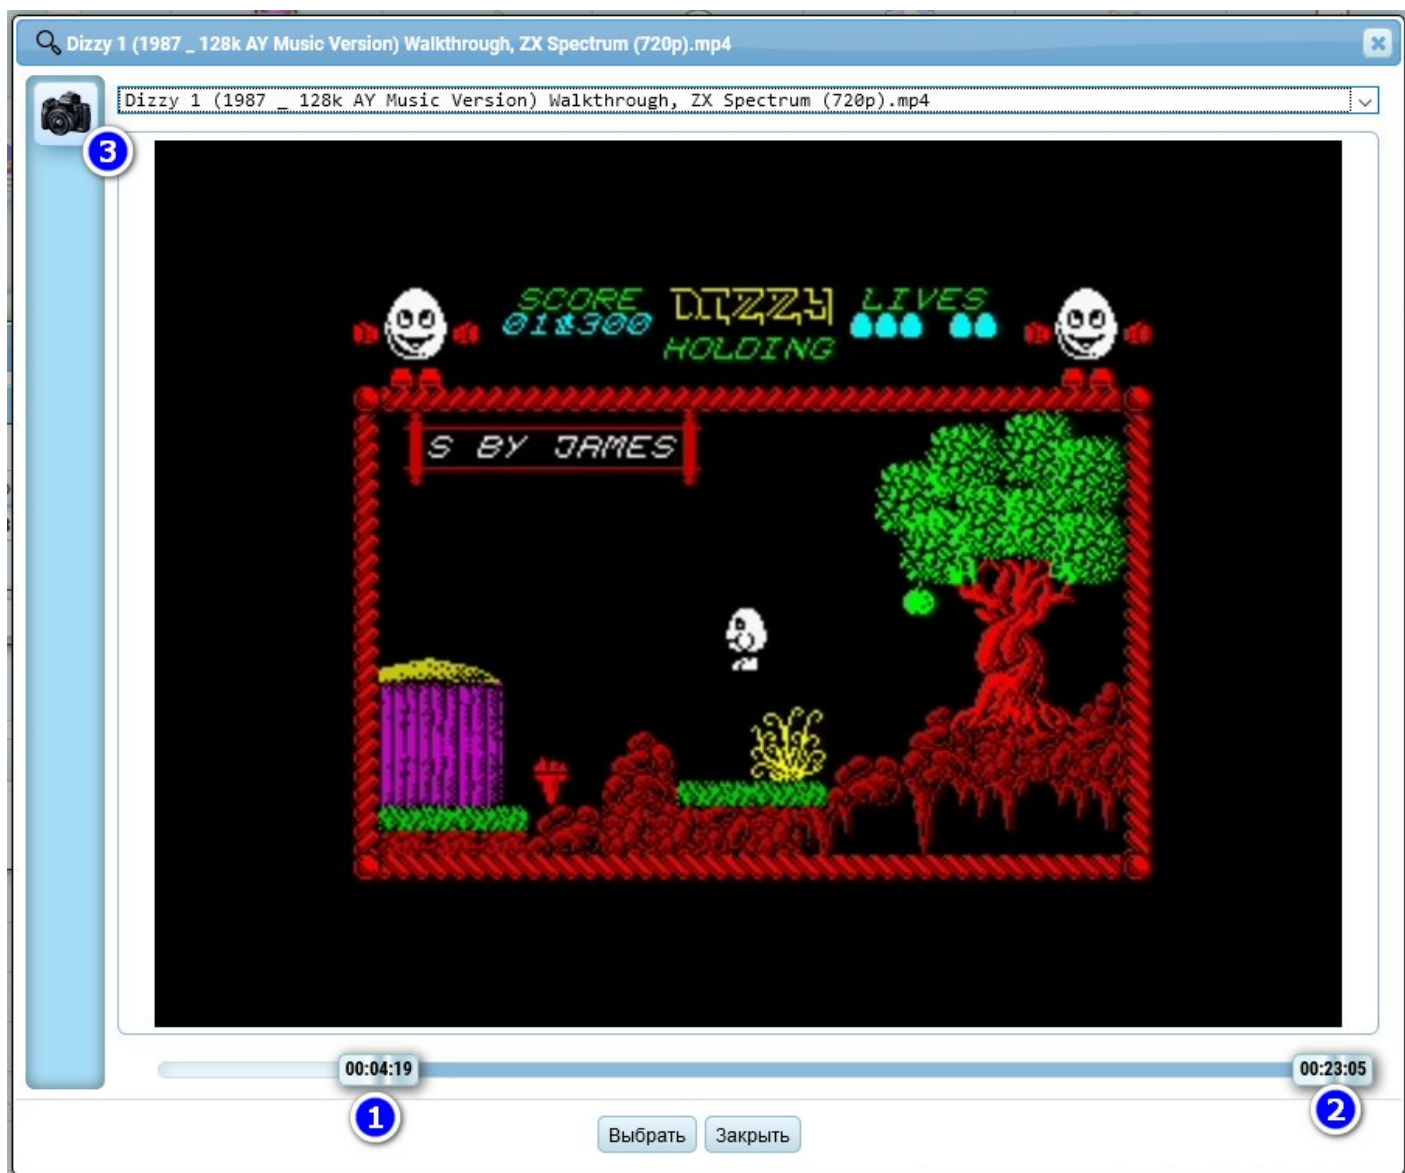 Dizzy 1 (1987 _ 128k AY Music Version) Walkthrough, ZX Spectrum (720p).mp4
Dizzy 1 (1987 _ 128k AY Music Version) Walkthrough, ZX Spectrum (720p).mp4
3
SCORE DIZZY LIVES
HOLDING
S BY JAMES
00:04:19 00:23:05
1 2
Выбрать Закрыть